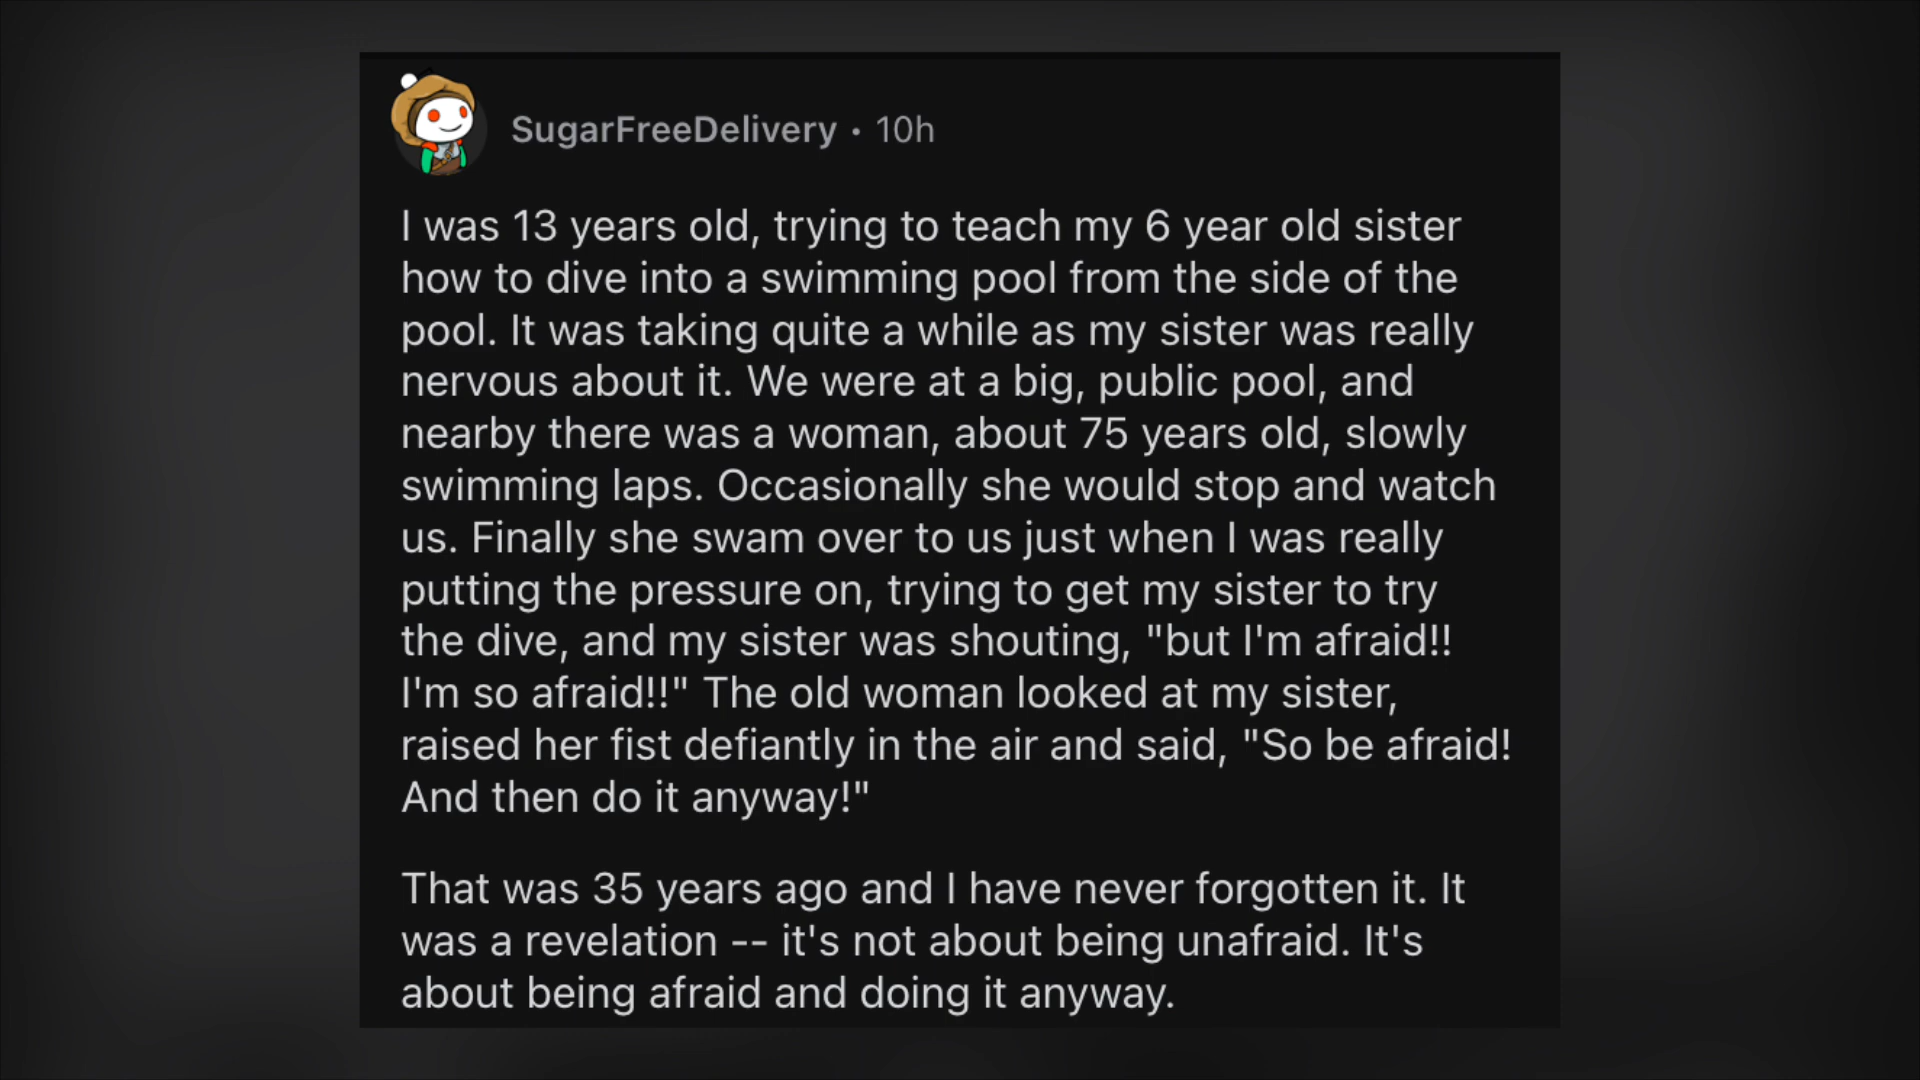 SugarFreeDelivery · 10h
I was 13 years old, trying to teach my 6 year old sister
how to dive into a swimming pool from the side of the
pool. It was taking quite a while as my sister was really
nervous about it. We were at a big, public pool, and
nearby there was a woman, about 75 years old, slowly
swimming laps. Occasionally she would stop and watch
us. Finally she swam over to us just when I was really
putting the pressure on, trying to get my sister to try
the dive, and my sister was shouting, "but I'm afraid!!
I'm so afraid!!" The old woman looked at my sister,
raised her fist defiantly in the air and said, "So be afraid!
And then do it anyway!"
That was 35 years ago and I have never forgotten it. It
was a revelation -- it's not about being unafraid. It's
about being afraid and doing it anyway.